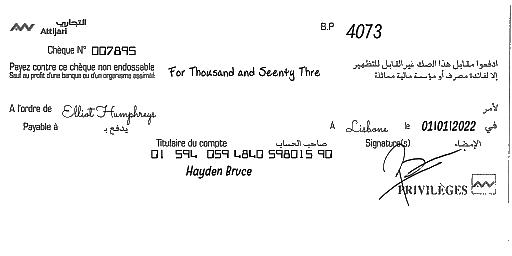 التجاري
Attijari
B.P 4073
Chèque N° 007895
Payez contre ce chèque non endossable
Sauf au profit d'une banque ou d'un organisme assimilé
For Thousand and Seenty Thre
ادفعوا مقابل هذا الصك غير القابل للتظهير
إلا لفائدة مصرف أو مؤسسة مالية مماثلة
A l'ordre de Elliot Humphreys لأمر
Payable à يدفع بـ A Lisbone le 01/01/2022 في
Titulaire du compte صاحب الحساب Signature(s) الإمضاء
01 594 059 4840 598015 90
Hayden Bruce
PRIVILÈGES